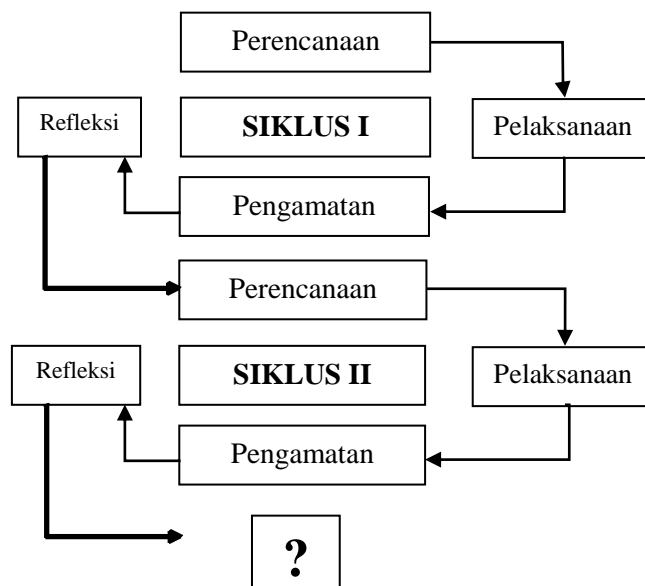 Perencanaan
Refleksi
SIKLUS I
Pelaksanaan
Pengamatan
Perencanaan
Refleksi
SIKLUS II
Pelaksanaan
Pengamatan
?